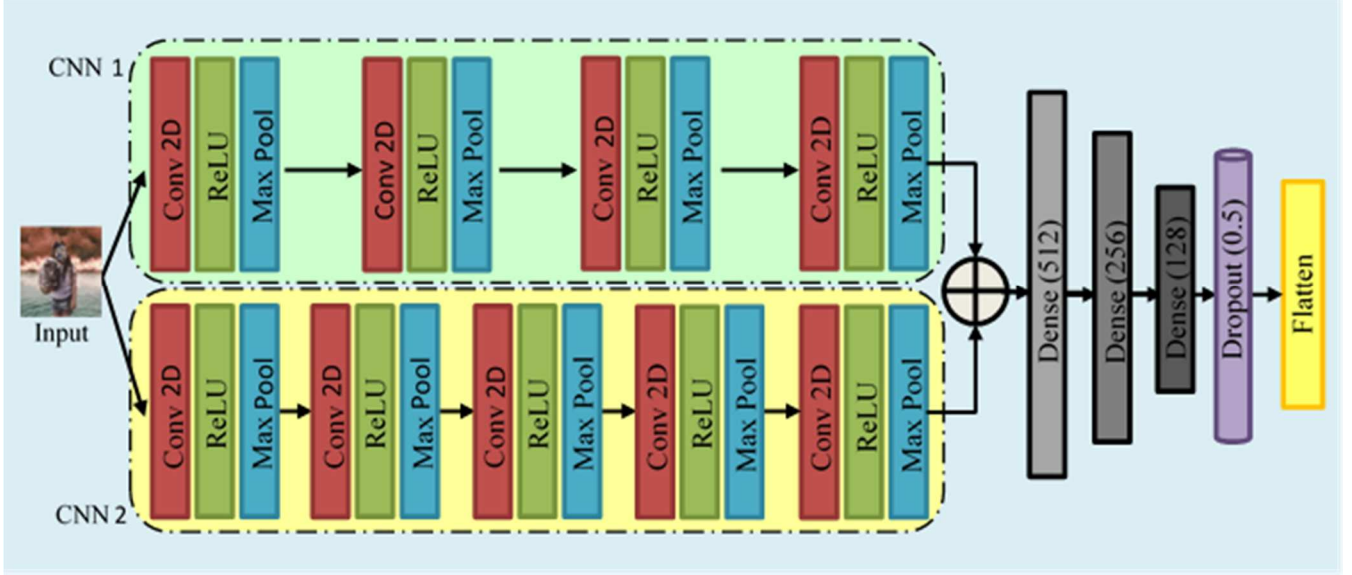 CNN 1
Conv 2D
ReLU
Max Pool
Conv 2D
ReLU
Max Pool
Conv 2D
ReLU
Max Pool
Conv 2D
ReLU
Max Pool
Input
CNN 2
Conv 2D
ReLU
Max Pool
Conv 2D
ReLU
Max Pool
Conv 2D
ReLU
Max Pool
Conv 2D
ReLU
Max Pool
Conv 2D
ReLU
Max Pool
Dense (512)
Dense (256)
Dense (128)
Dropout (0.5)
Flatten